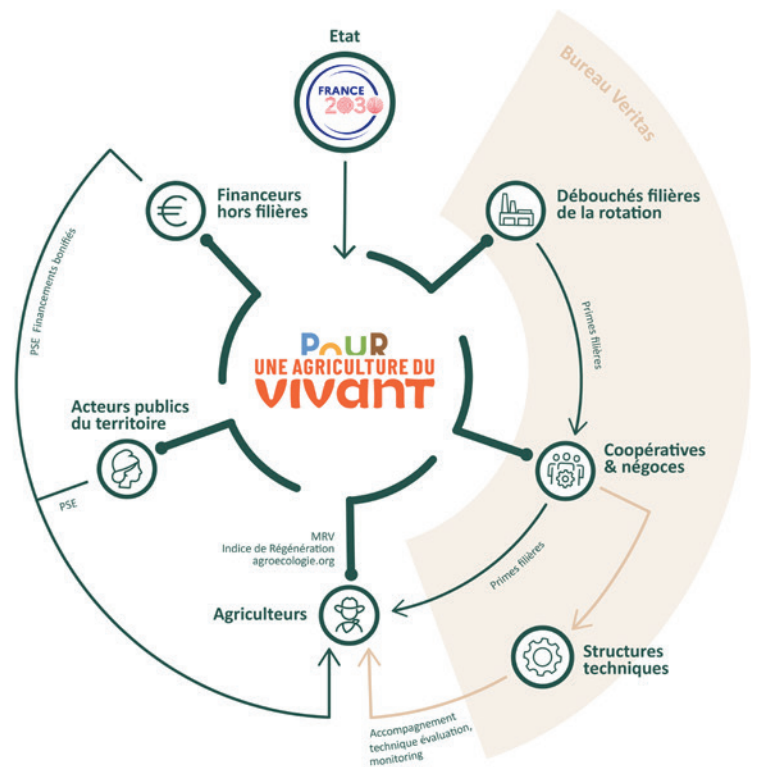 Etat
FRANCE
2030
Bureau Veritas
Financeurs
hors filières
Débouchés filières
de la rotation
PSE Financements bonifiés
Primes filières
POUR
UNE AGRICULTURE DU
VIVANT
Acteurs publics
du territoire
PSE
Coopératives
& négoces
MRV
Indice de Régénération
agroecologie.org
Primes filières
Agriculteurs
Structures
techniques
Accompagnement
technique évaluation,
monitoring